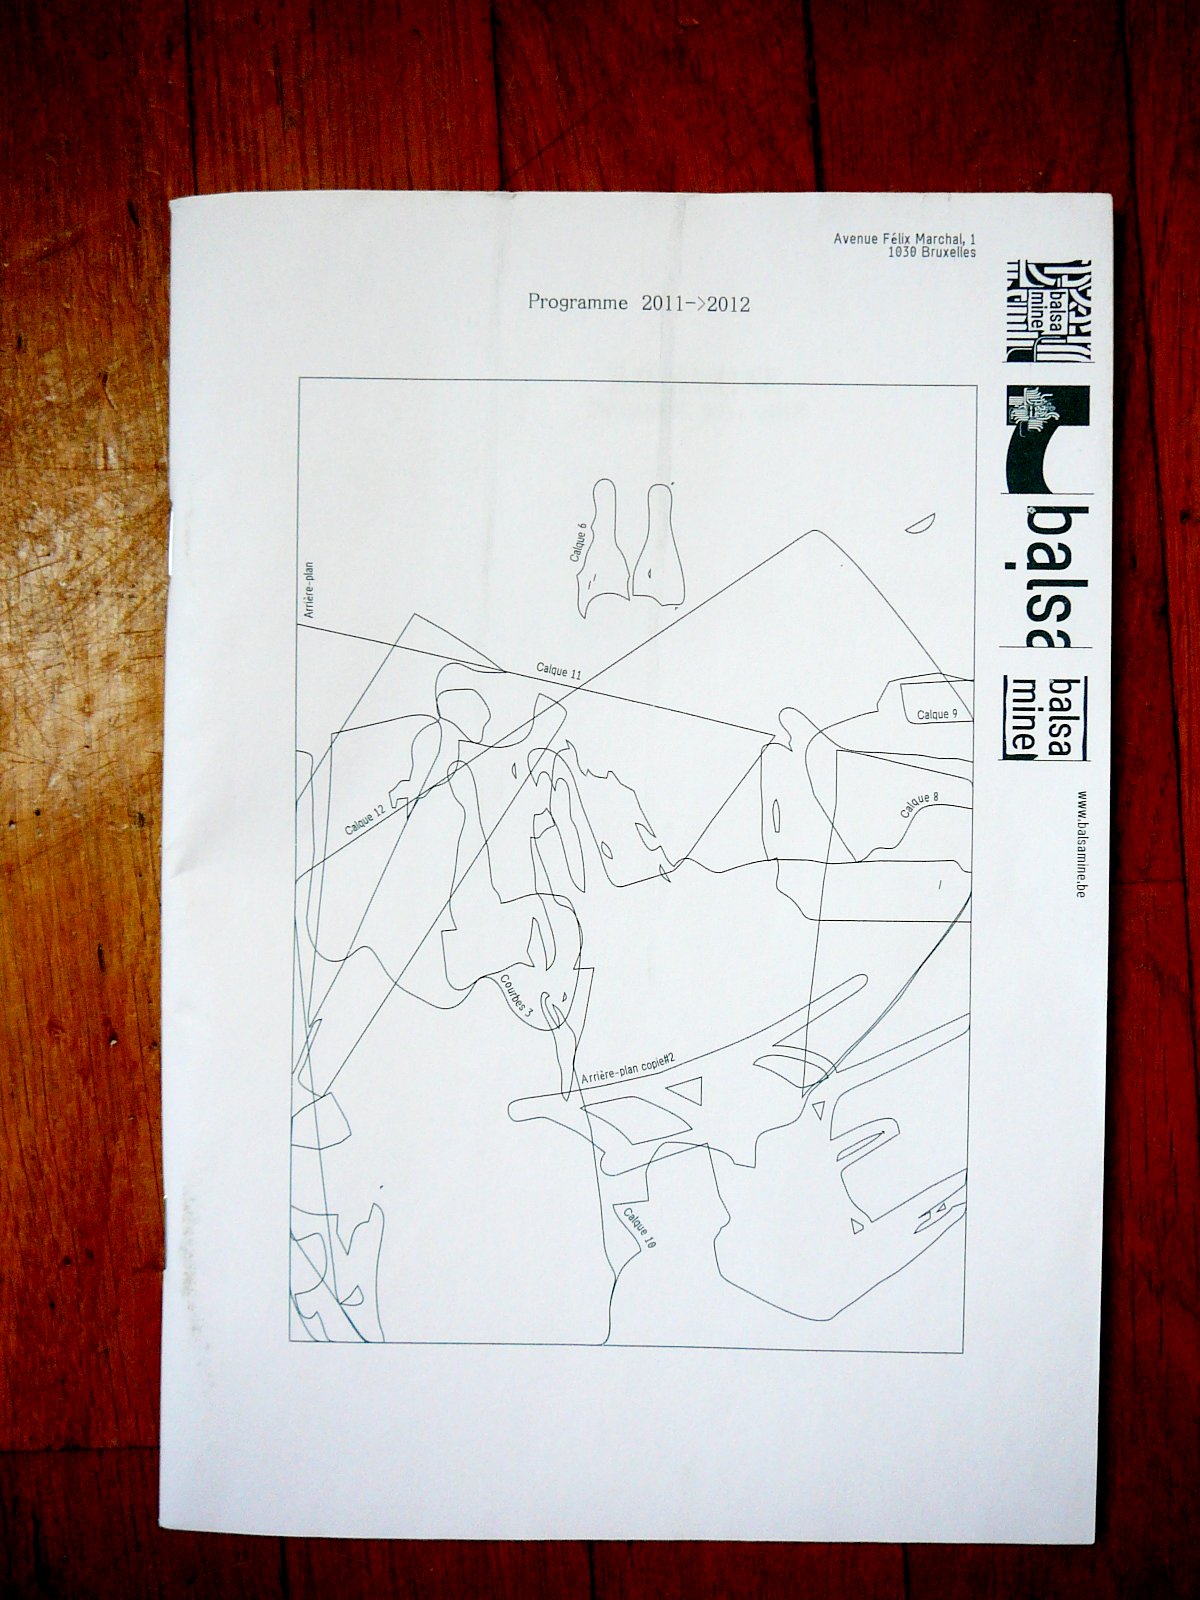 Avenue Félix Marchal, 1
1030 Bruxelles
Programme 2011->2012
balsa
mine
balsa
balsa
mine
www.balsamine.be
Calque 6
Arrière-plan
Calque 11
Calque 9
Calque 12
Calque 8
Courbes 3
Arrière-plan copie#2
Calque 10